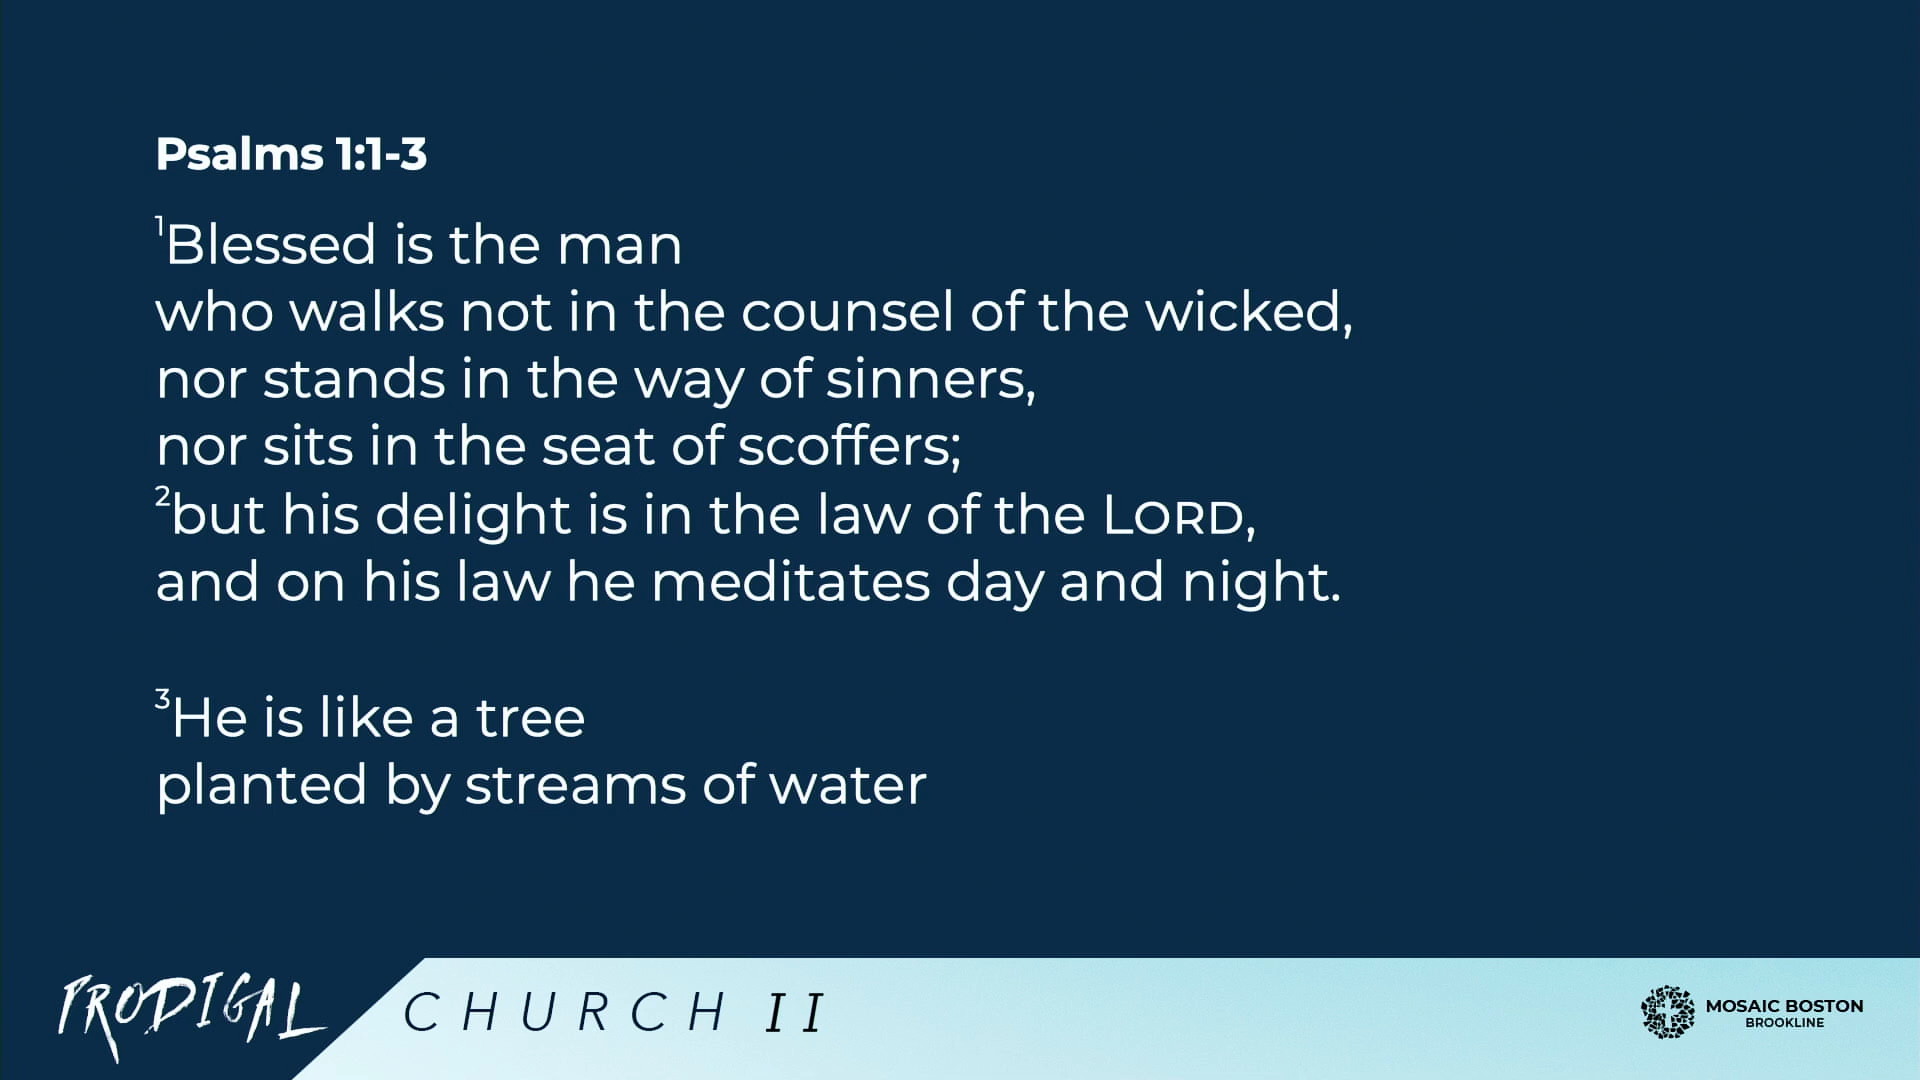 Psalms 1:1-3
1Blessed is the man
who walks not in the counsel of the wicked,
nor stands in the way of sinners,
nor sits in the seat of scoffers;
2but his delight is in the law of the LORD,
and on his law he meditates day and night.
3He is like a tree
planted by streams of water
PRODIGAL CHURCH II
MOSAIC BOSTON
BROOKLINE